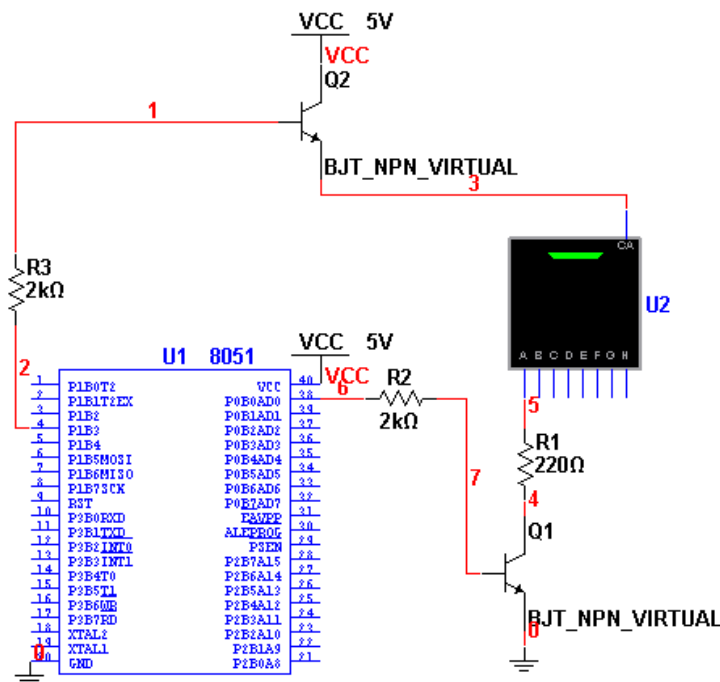 VCC 5V
VCC
Q2
1
BJT_NPN_VIRTUAL
3
CA
R3
2kΩ
U2
U1 8051
VCC 5V
VCC
2
6
R2
2kΩ
A B C D E F G H
5
R1
220Ω
4
7
Q1
BJT_NPN_VIRTUAL
0
1 P1B0T2 VCC 40
2 P1B1T2EX P0B0AD0 38
3 P1B2 P0B1AD1
4 P1B3 P0B2AD2 37
5 P1B4 P0B3AD3 36
6 P1B5MOSI P0B4AD4 35
7 P1B6MISO P0B5AD5 34
8 P1B7SCK P0B6AD6 33
9 RST P0B7AD7 32
10 P3B0RXD EAVPP 31
11 P3B1TXD ALEPROG 30
12 P3B2INT0 PSEN 29
13 P3B3INT1 P2B7A15 28
14 P3B4T0 P2B6A14 27
15 P3B5T1 P2B5A13 26
16 P3B6WR P2B4A12 25
17 P3B7RD P2B3A11 24
18 XTAL2 P2B2A10 23
19 XTAL1 P2B1A9 22
0
20 GND P2B0A8 21